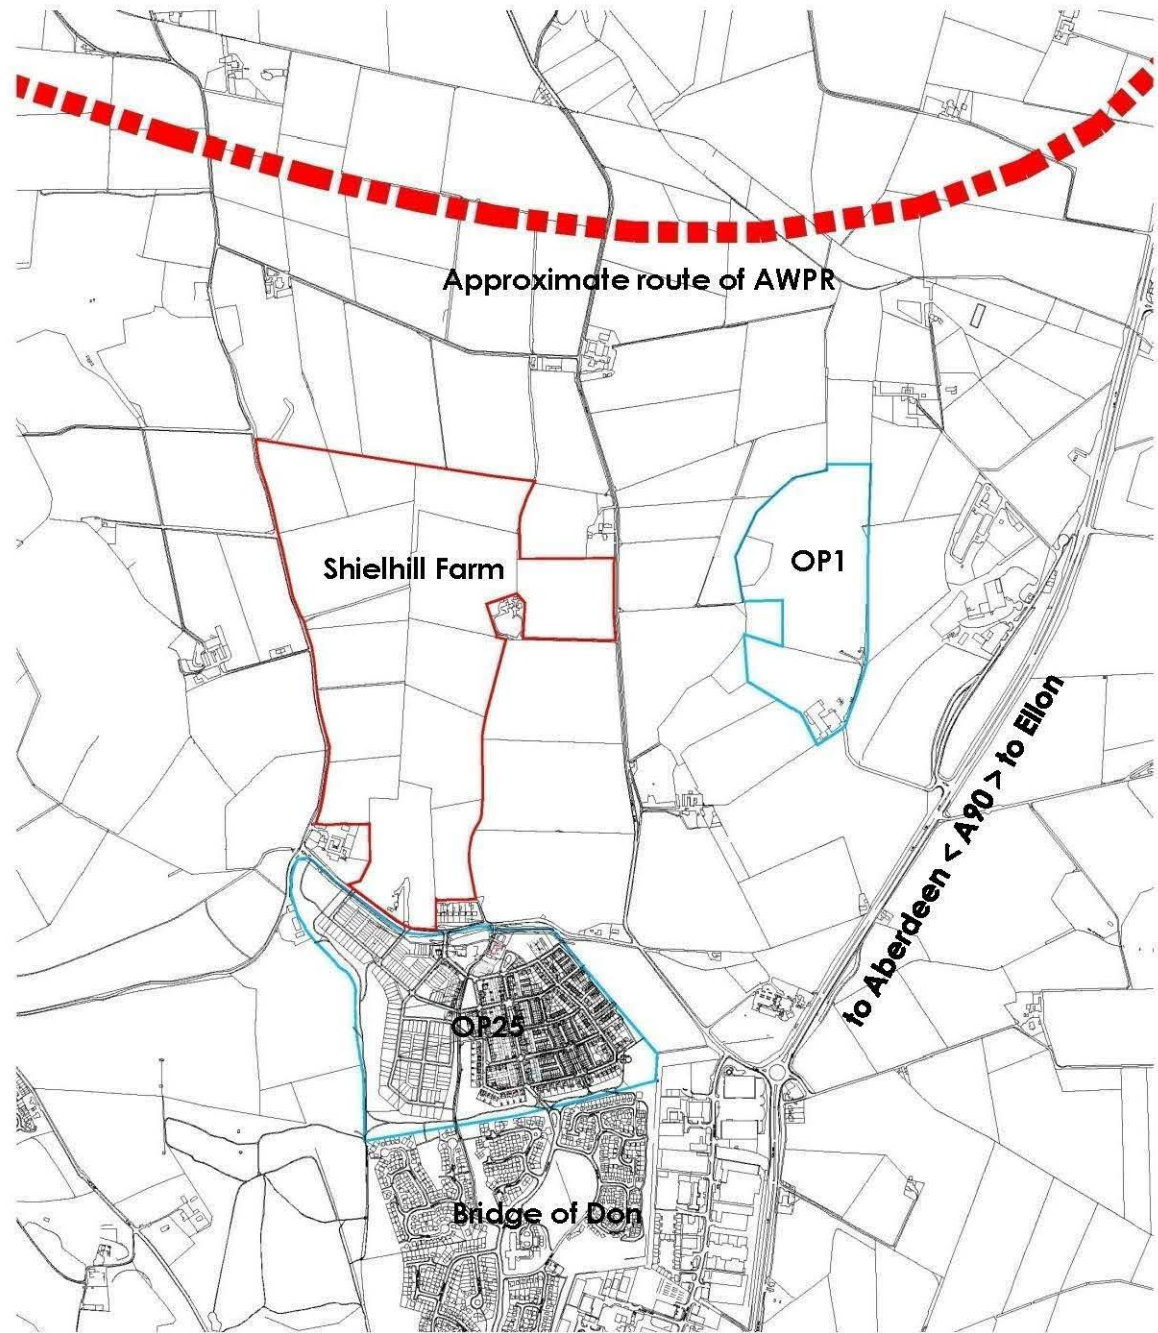 Approximate route of AWPR
Shielhill Farm
OP1
to Aberdeen < A90 > to Ellon
OP25
Bridge of Don